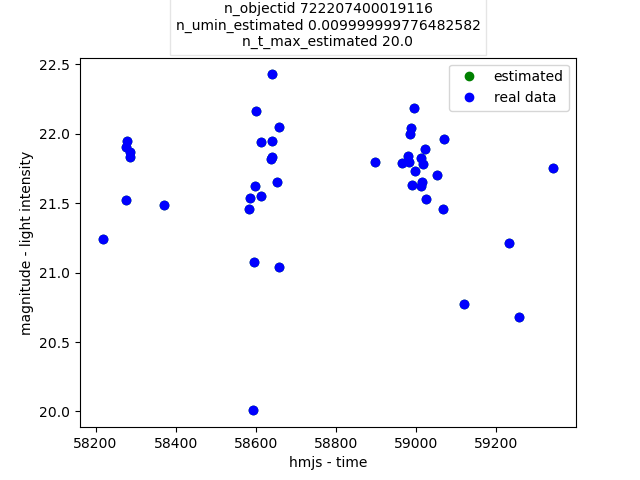 n_objectid 722207400019116
n_umin_estimated 0.009999999776482582
n_t_max_estimated 20.0
22.5
estimated
real data
22.0
21.5
21.0
20.5
20.0
magnitude - light intensity
58200 58400 58600 58800 59000 59200
hmjs - time